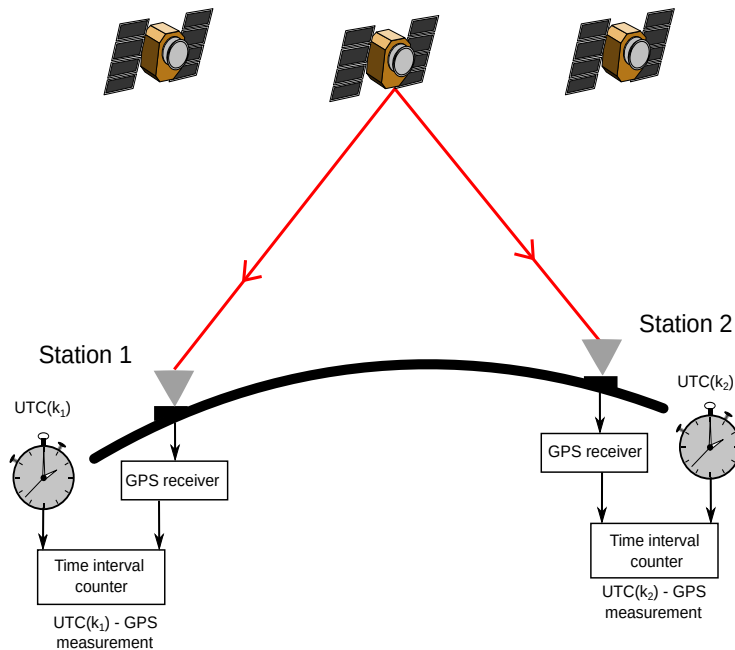 Station 1
UTC(k₁)
GPS receiver
Time interval
counter
UTC(k₁) - GPS
measurement
Station 2
UTC(k₂)
GPS receiver
Time interval
counter
UTC(k₂) - GPS
measurement